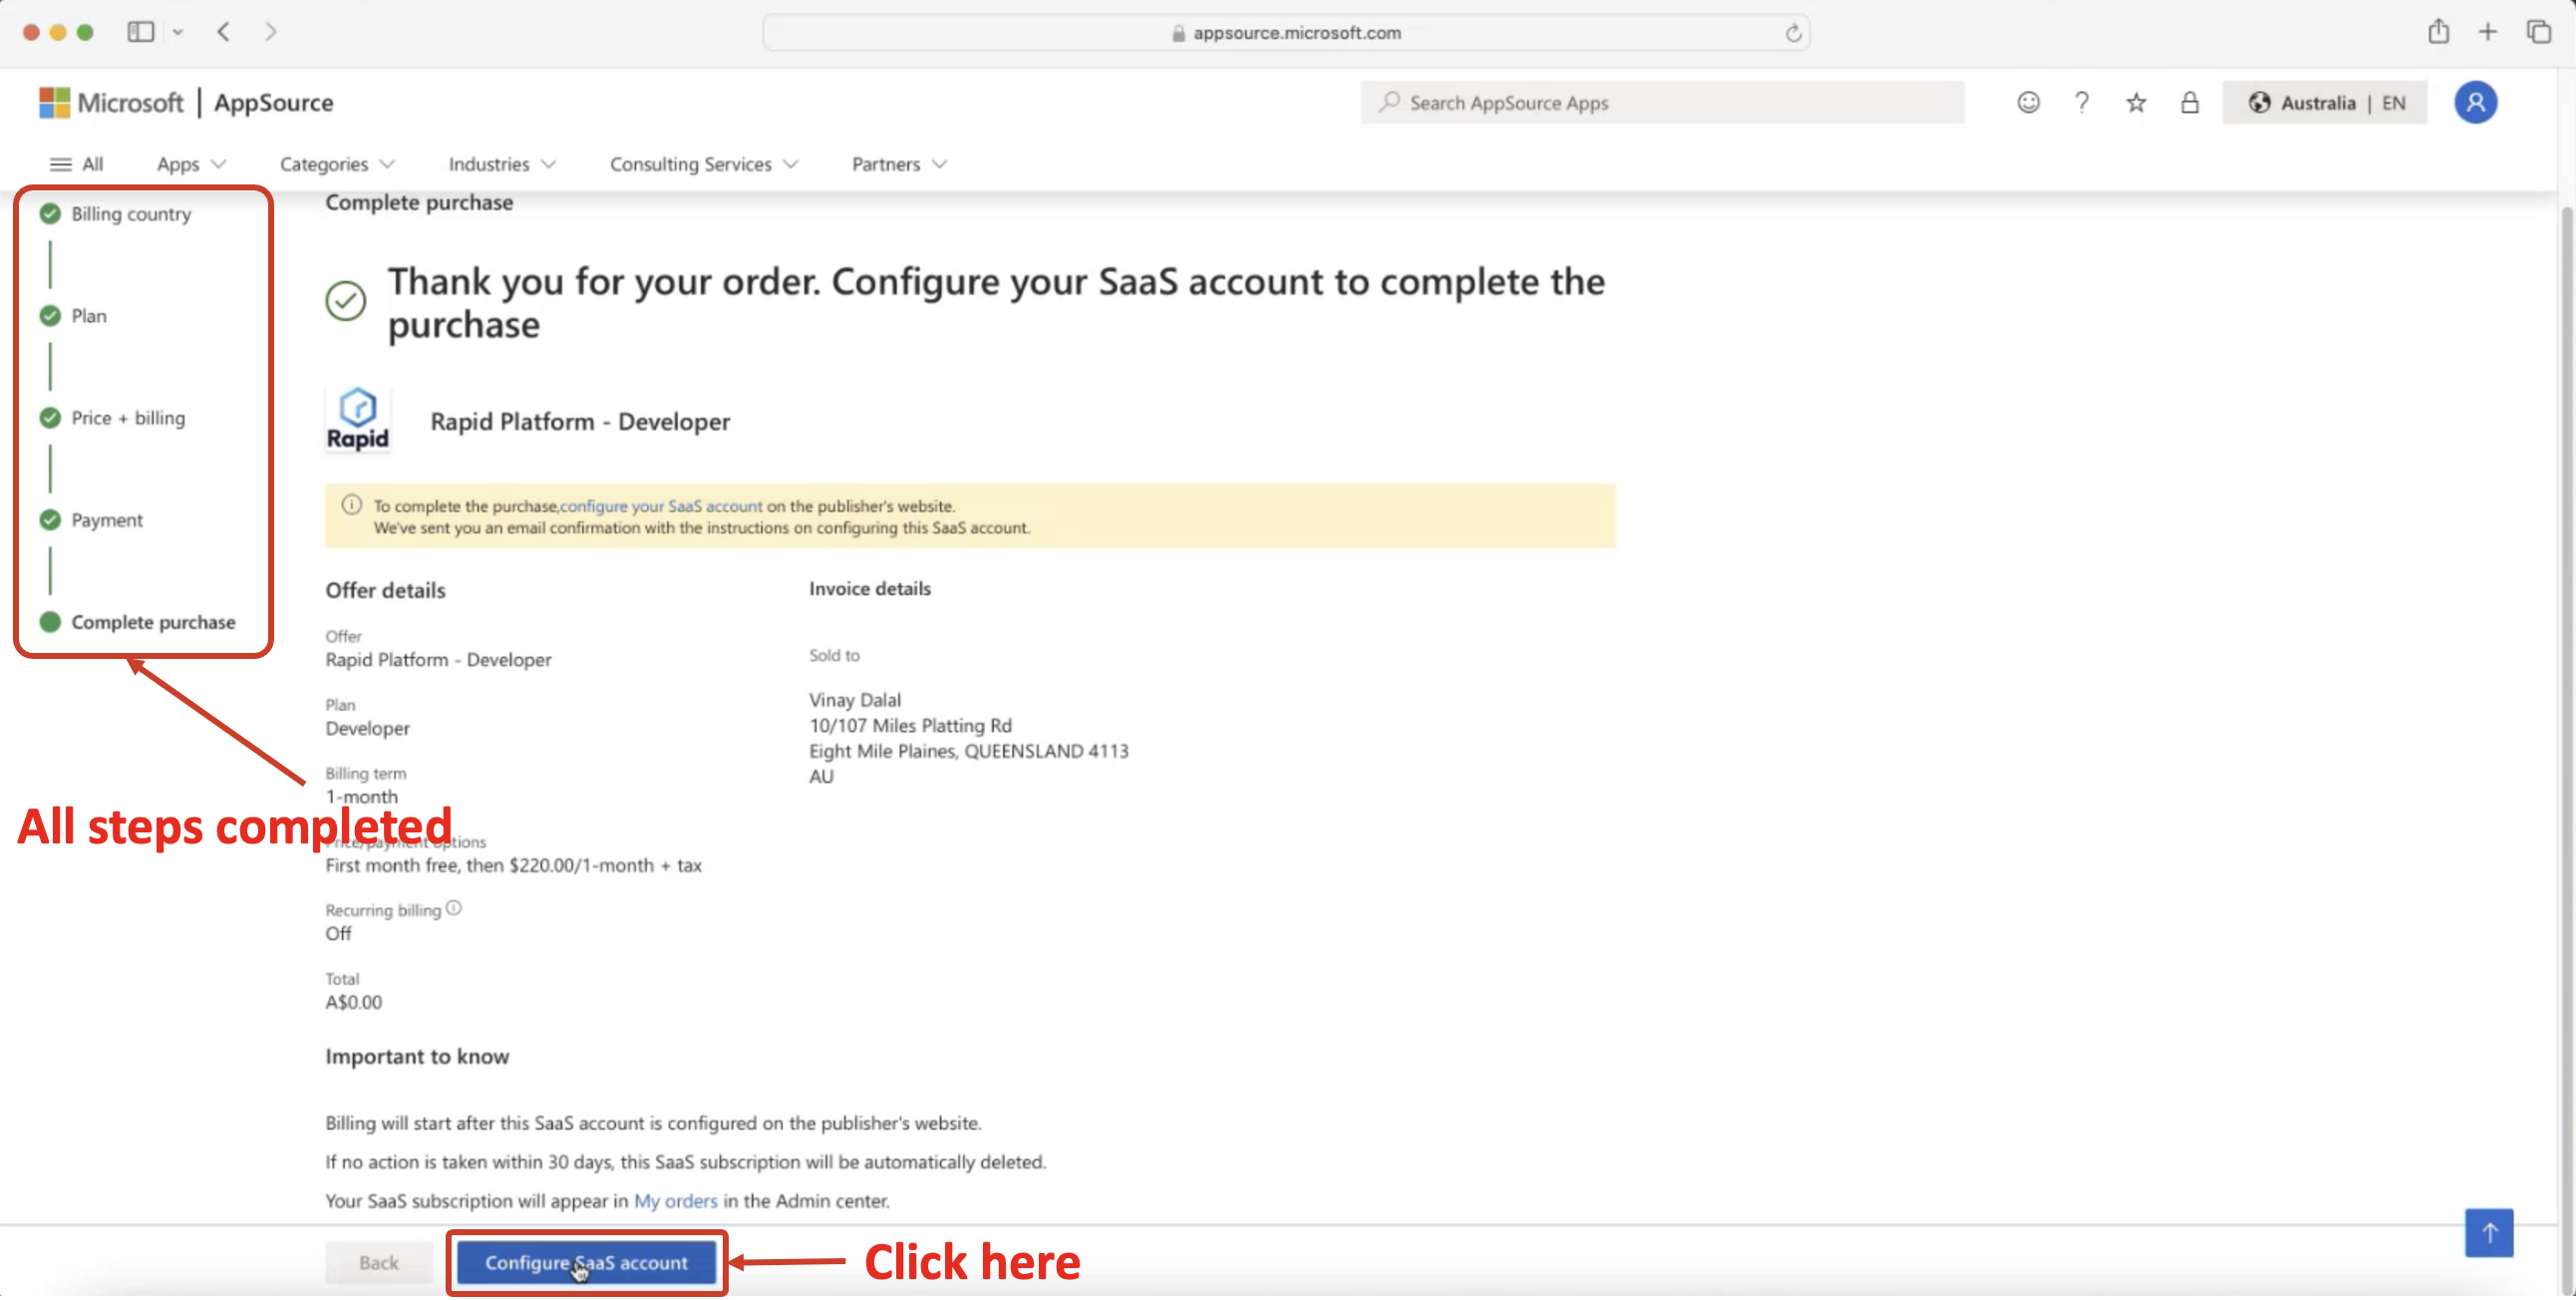 appsource.microsoft.com
Microsoft | AppSource
Search AppSource Apps
?
Australia | EN
All
Apps
Categories
Industries
Consulting Services
Partners
Billing country
Plan
Price + billing
Payment
Complete purchase
All steps completed
Complete purchase
Thank you for your order. Configure your SaaS account to complete the
purchase
Rapid
Rapid Platform - Developer
To complete the purchase,configure your SaaS account on the publisher's website.
We've sent you an email confirmation with the instructions on configuring this SaaS account.
Offer details
Offer
Rapid Platform - Developer
Plan
Developer
Billing term
1-month
Price/payment options
First month free, then $220.00/1-month + tax
Recurring billing
Off
Total
A$0.00
Invoice details
Sold to
Vinay Dalal
10/107 Miles Platting Rd
Eight Mile Plaines, QUEENSLAND 4113
AU
Important to know
Billing will start after this SaaS account is configured on the publisher's website.
If no action is taken within 30 days, this SaaS subscription will be automatically deleted.
Your SaaS subscription will appear in My orders in the Admin center.
Back
Configure SaaS account
Click here